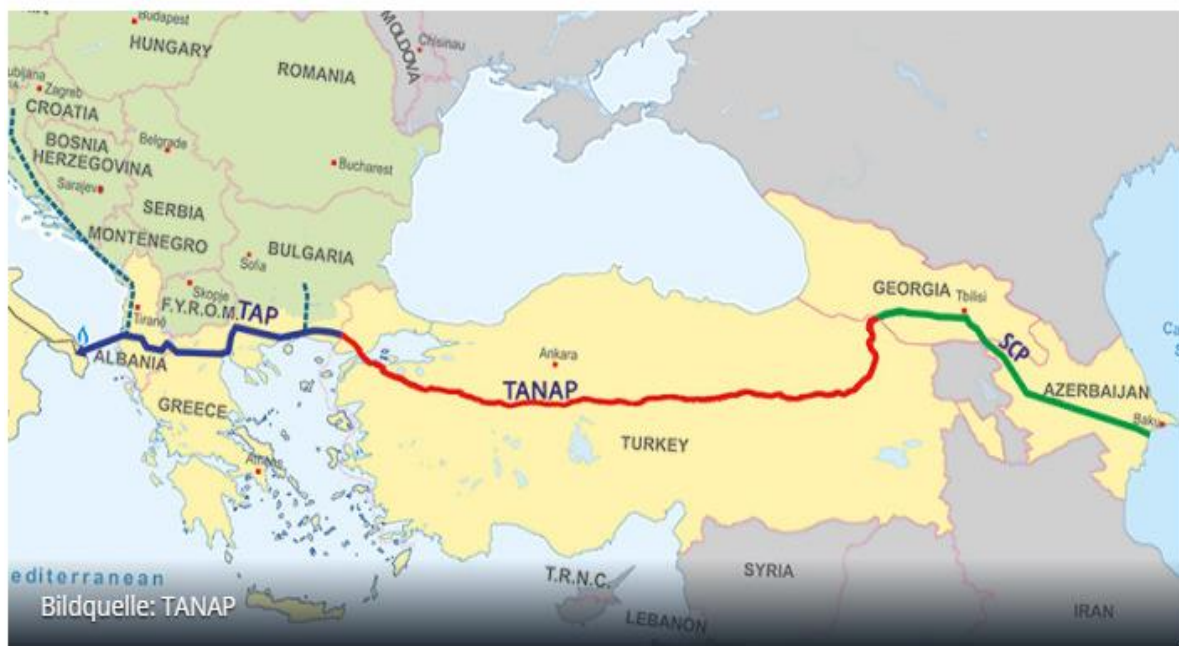 Budapest
HUNGARY
MOLDOVA
Chisinau
ROMANIA
Zagreb
CROATIA
BOSNIA
HERZEGOVINA
Belgrade
Bucharest
Sarajevo
SERBIA
MONTENEGRO
BULGARIA
Sofia
Skopje
F.Y.R.O.M.
TAP
Tiranë
ALBANIA
GREECE
Athens
Ankara
TANAP
TURKEY
GEORGIA
Tbilisi
SCP
AZERBAIJAN
Baku
editerranean
T.R.N.C.
SYRIA
LEBANON
IRAN
Bildquelle: TANAP